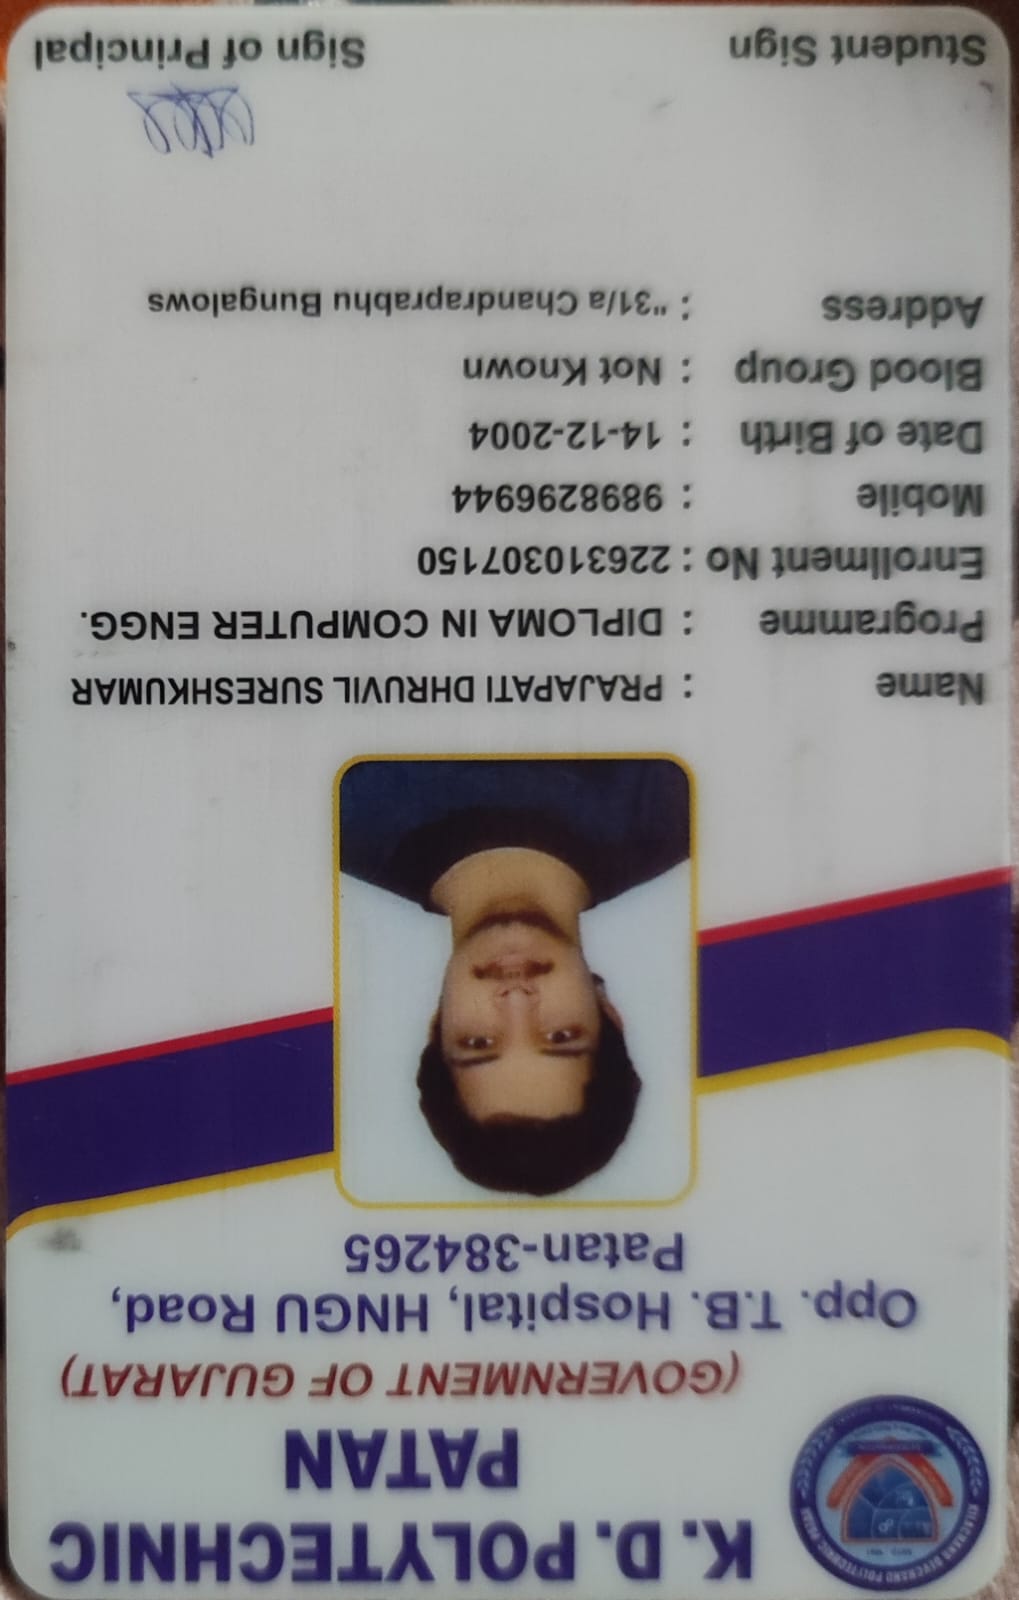 K. D. POLYTECHNIC
PATAN
(GOVERNMENT OF GUJARAT)
Opp. T.B. Hospital, HNGU Road,
Patan-384265
Name : PRAJAPATI DHRUVIL SURESHKUMAR
Programme : DIPLOMA IN COMPUTER ENGG.
Enrollment No : 226310307150
Mobile : 9898296944
Date of Birth : 14-12-2004
Blood Group : Not Known
Address : "31/a Chandraprabhu Bungalows
Student Sign Sign of Principal